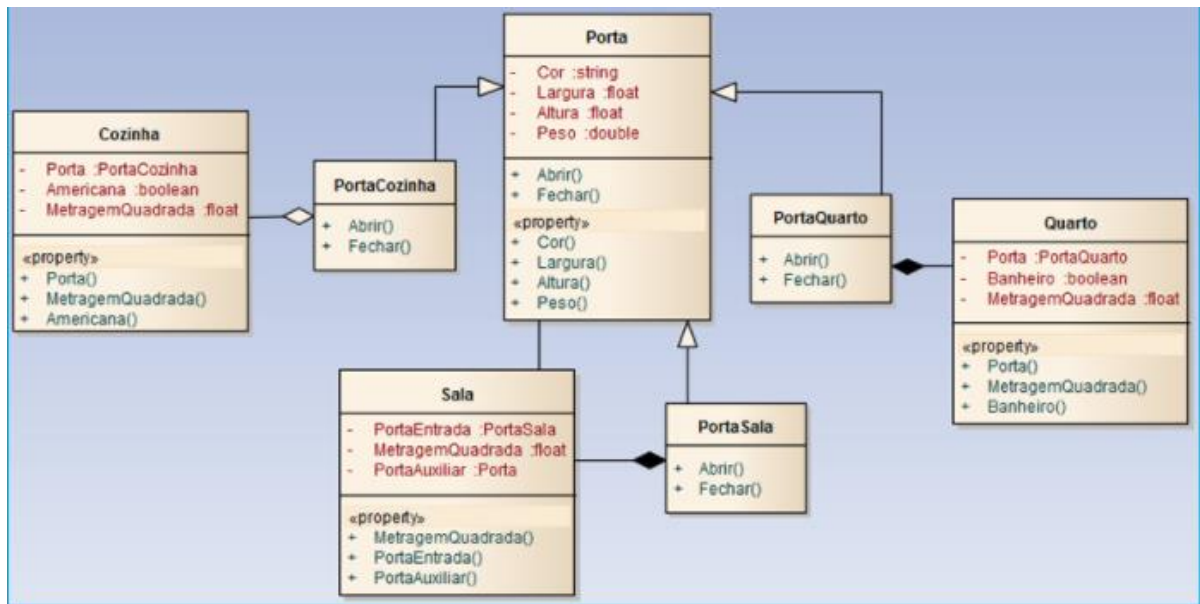 Porta
- Cor :string
- Largura :float
- Altura :float
- Peso :double
+ Abrir()
+ Fechar()
«property»
+ Cor()
+ Largura()
+ Altura()
+ Peso()
Cozinha
- Porta :PortaCozinha
- Americana :boolean
- MetragemQuadrada :float
«property»
+ Porta()
+ MetragemQuadrada()
+ Americana()
PortaCozinha
+ Abrir()
+ Fechar()
PortaQuarto
+ Abrir()
+ Fechar()
Quarto
- Porta :PortaQuarto
- Banheiro :boolean
- MetragemQuadrada :float
«property»
+ Porta()
+ MetragemQuadrada()
+ Banheiro()
Sala
- PortaEntrada :PortaSala
- MetragemQuadrada :float
- PortaAuxiliar :Porta
«property»
+ MetragemQuadrada()
+ PortaEntrada()
+ PortaAuxiliar()
PortaSala
+ Abrir()
+ Fechar()